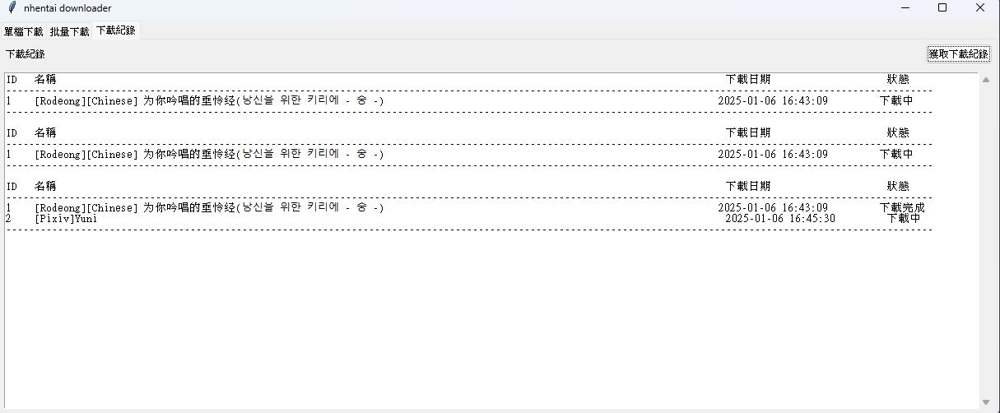 nhentai downloader
單檔下載 批量下載 下載紀錄
下載紀錄 獲取下載紀錄
ID 名稱 下載日期 狀態
--------------------------------------------------
1 [Rodeong][Chinese] 为你吟唱的垂怜经(낭신을 위한 키리에 - 숭 -) 2025-01-06 16:43:09 下載中
--------------------------------------------------
ID 名稱 下載日期 狀態
--------------------------------------------------
1 [Rodeong][Chinese] 为你吟唱的垂怜经(낭신을 위한 키리에 - 숭 -) 2025-01-06 16:43:09 下載中
--------------------------------------------------
ID 名稱 下載日期 狀態
--------------------------------------------------
1 [Rodeong][Chinese] 为你吟唱的垂怜经(낭신을 위한 키리에 - 숭 -) 2025-01-06 16:43:09 下載完成
2 [Pixiv]Yuni 2025-01-06 16:45:30 下載中
--------------------------------------------------